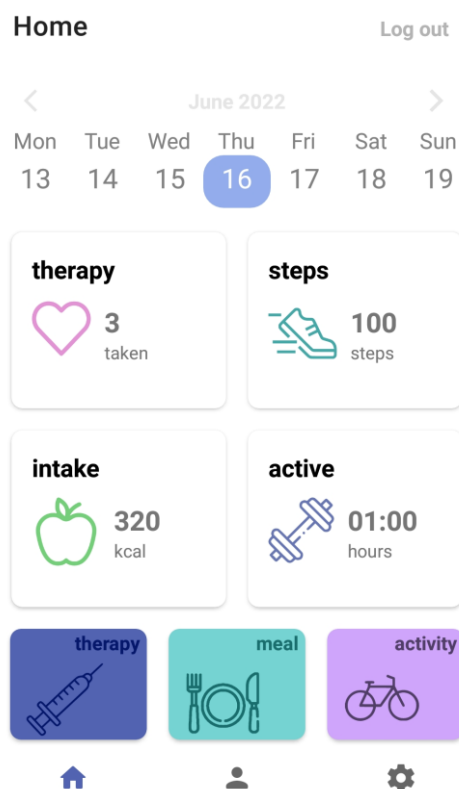 Home Log out
June 2022
Mon Tue Wed Thu Fri Sat Sun
13 14 15 16 17 18 19
therapy
3
taken
steps
100
steps
intake
320
kcal
active
01:00
hours
therapy
meal
activity